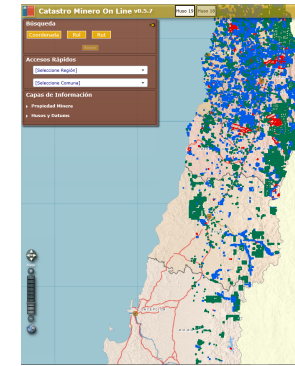 Catastro Minero On Line v0.5.7
Huso 19
Huso 18
Búsqueda
Coordenada
Rol
Rut
Accesos Rápidos
[Seleccione Región]
[Seleccione Comuna]
Capas de Información
Propiedad Minera
Husos y Datums